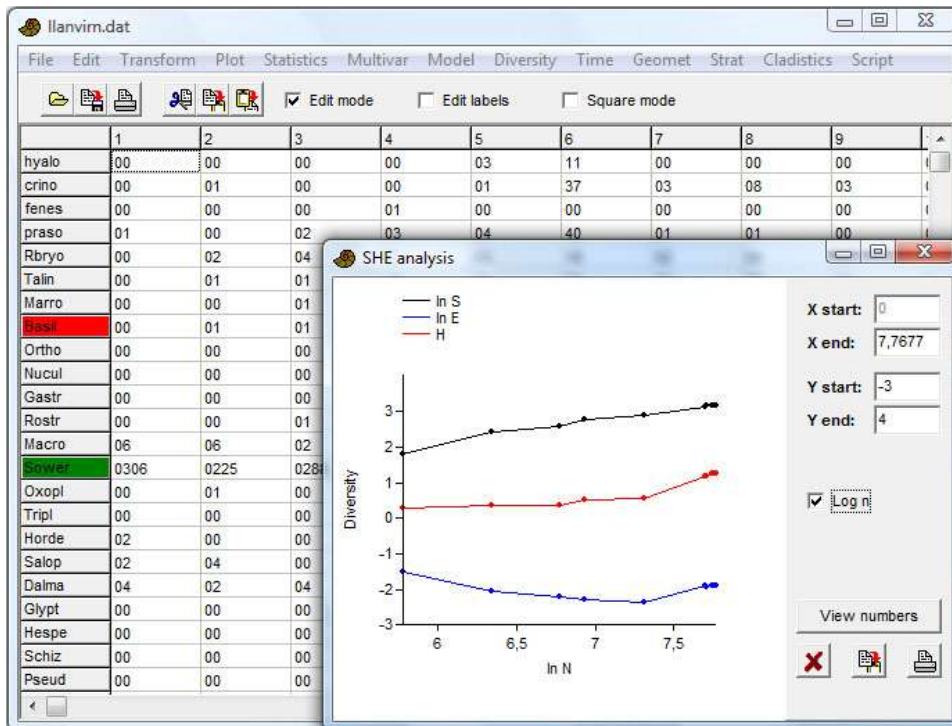 llanvirn.dat
File Edit Transform Plot Statistics Multivar Model Diversity Time Geomet Strat Cladistics Script
Edit mode Edit labels Square mode
1 2 3 4 5 6 7 8 9
hyalo 00 00 00 00 03 11 00 00 00
crino 00 01 00 00 01 37 03 08 03
fenes 00 00 00 01 00 00 00 00 00
praso 01 00 02 03 04 40 01 01 00
Rbryo 00 02 04
Talin 00 01 01
Marro 00 00 01
Basil 00 01 01
Ortho 00 00 00
Nucul 00 00 00
Gastr 00 00 00
Rostr 00 00 01
Macro 06 06 02
Sower 0306 0225 0288
Oxopl 00 01 00
Tripl 00 00 00
Horde 02 00 00
Salop 02 04 00
Dalma 04 02 04
Glypt 00 00 00
Hespe 00 00 00
Schiz 00 00 00
Pseud 00 00 00
SHE analysis
ln S
ln E
H
3
2
1
0
-1
-2
-3
Diversity
6 6,5 7 7,5
ln N
X start: 0
X end: 7,7677
Y start: -3
Y end: 4
Log n
View numbers